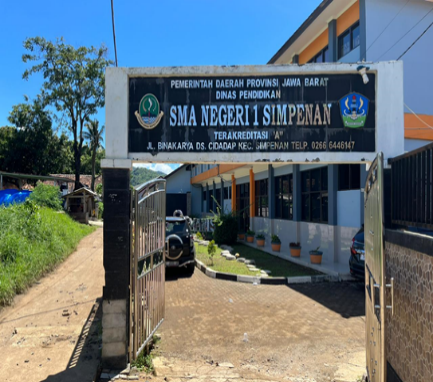 PEMERINTAH DAERAH PROVINSI JAWA BARAT
DINAS PENDIDIKAN
SMA NEGERI 1 SIMPENAN
TERAKREDITASI "A"
JL. BINAKARYA DS. CIDADAP KEC. SIMPENAN TELP. 0266 6446147